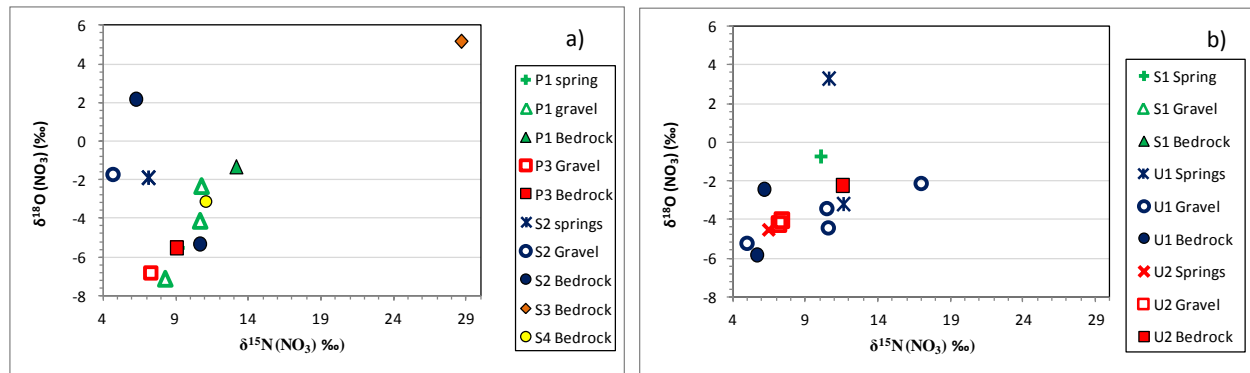 a)
6
4
2
0
-2
-4
-6
-8
4 9 14 19 24 29
δ¹⁸O (NO₃) (‰)
δ¹⁵N (NO₃) ‰
P1 spring
P1 gravel
P1 Bedrock
P3 Gravel
P3 Bedrock
S2 springs
S2 Gravel
S2 Bedrock
S3 Bedrock
S4 Bedrock
b)
6
4
2
0
-2
-4
-6
-8
4 9 14 19 24 29
δ¹⁸O (NO₃) (‰)
δ¹⁵N (NO₃) ‰
S1 Spring
S1 Gravel
S1 Bedrock
U1 Springs
U1 Gravel
U1 Bedrock
U2 Springs
U2 Gravel
U2 Bedrock